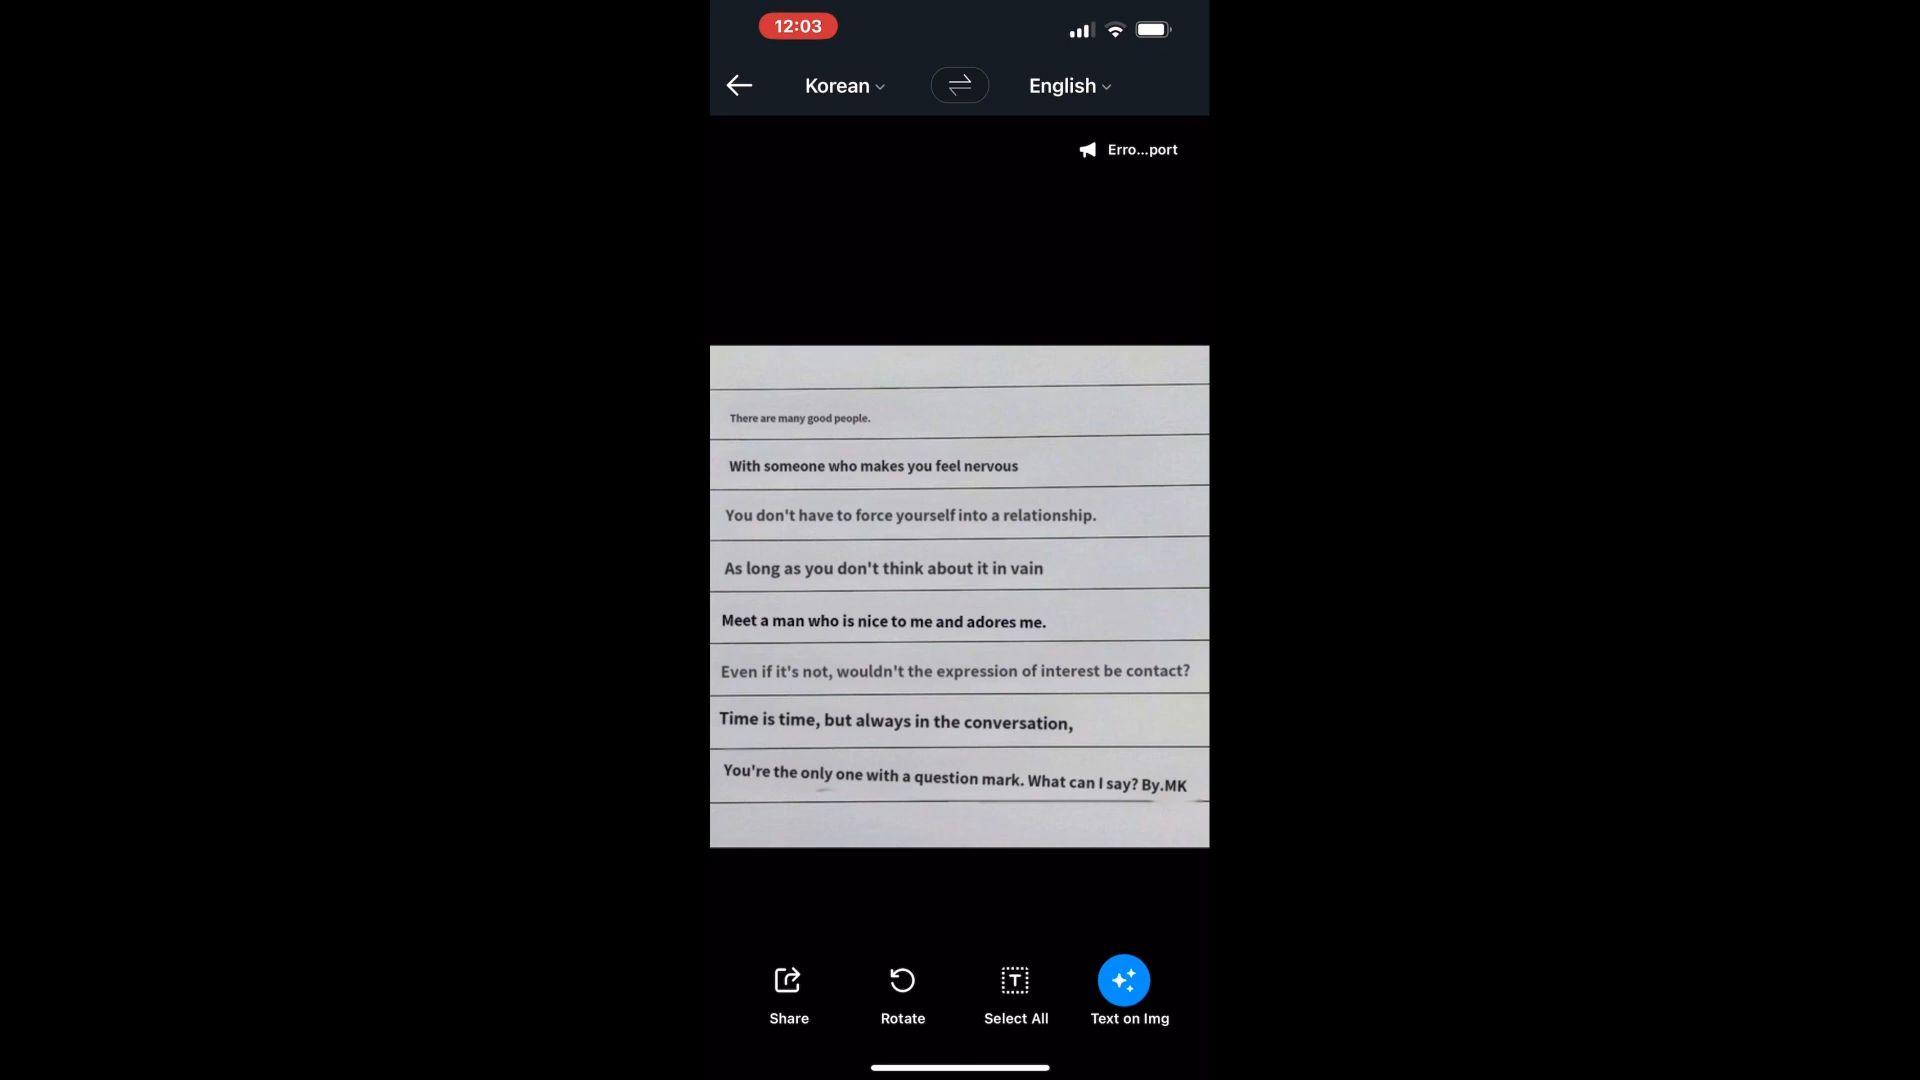 12:03
Korean English
Erro...port
There are many good people.
With someone who makes you feel nervous
You don't have to force yourself into a relationship.
As long as you don't think about it in vain
Meet a man who is nice to me and adores me.
Even if it's not, wouldn't the expression of interest be contact?
Time is time, but always in the conversation,
You're the only one with a question mark. What can I say? By.MK
T
Share Rotate Select All Text on Img